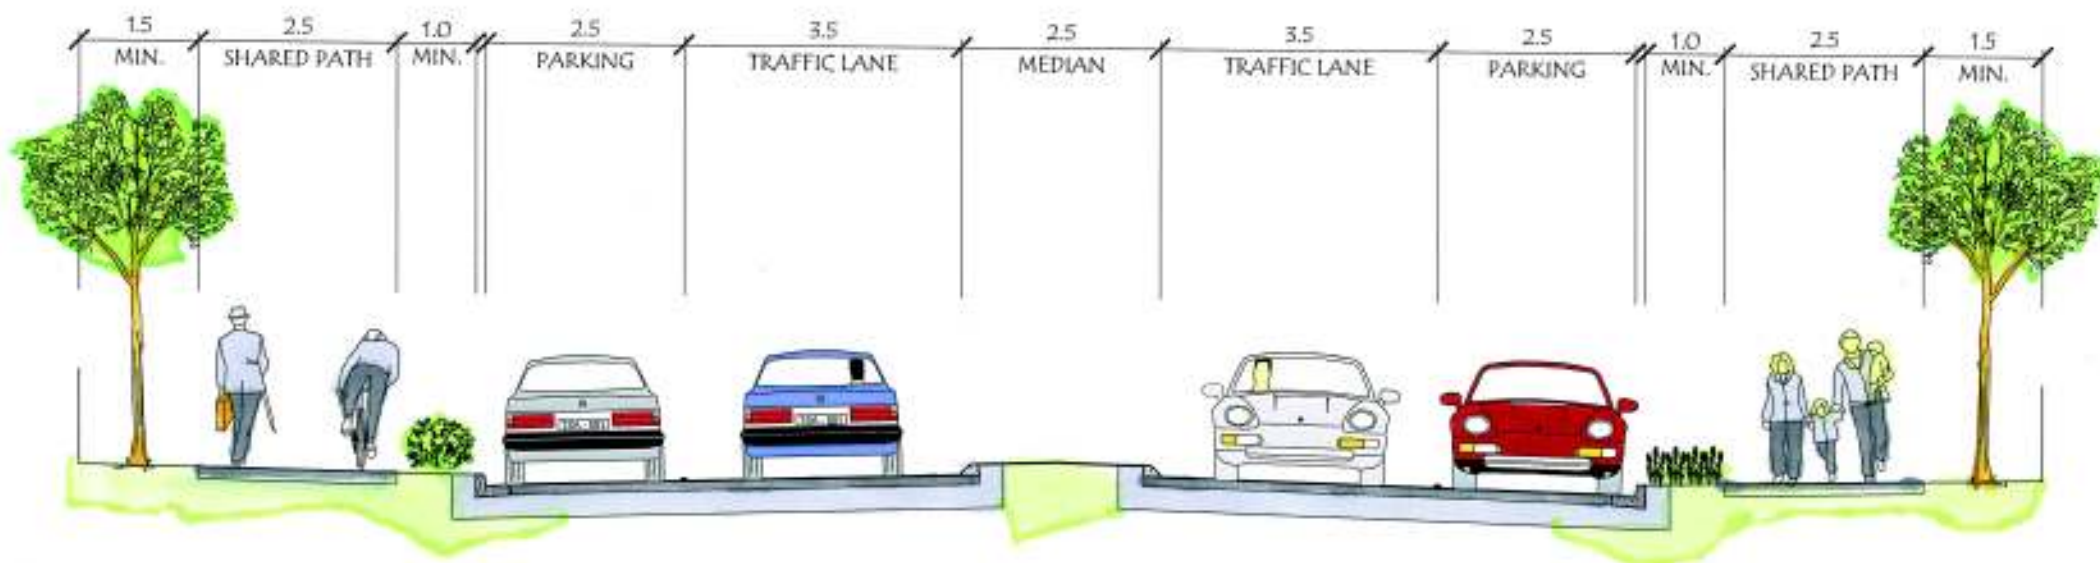 1.5 2.5 1.0 2.5 3.5 2.5 3.5 2.5 1.0 2.5 1.5
MIN. SHARED PATH MIN. PARKING TRAFFIC LANE MEDIAN TRAFFIC LANE PARKING MIN. SHARED PATH MIN.